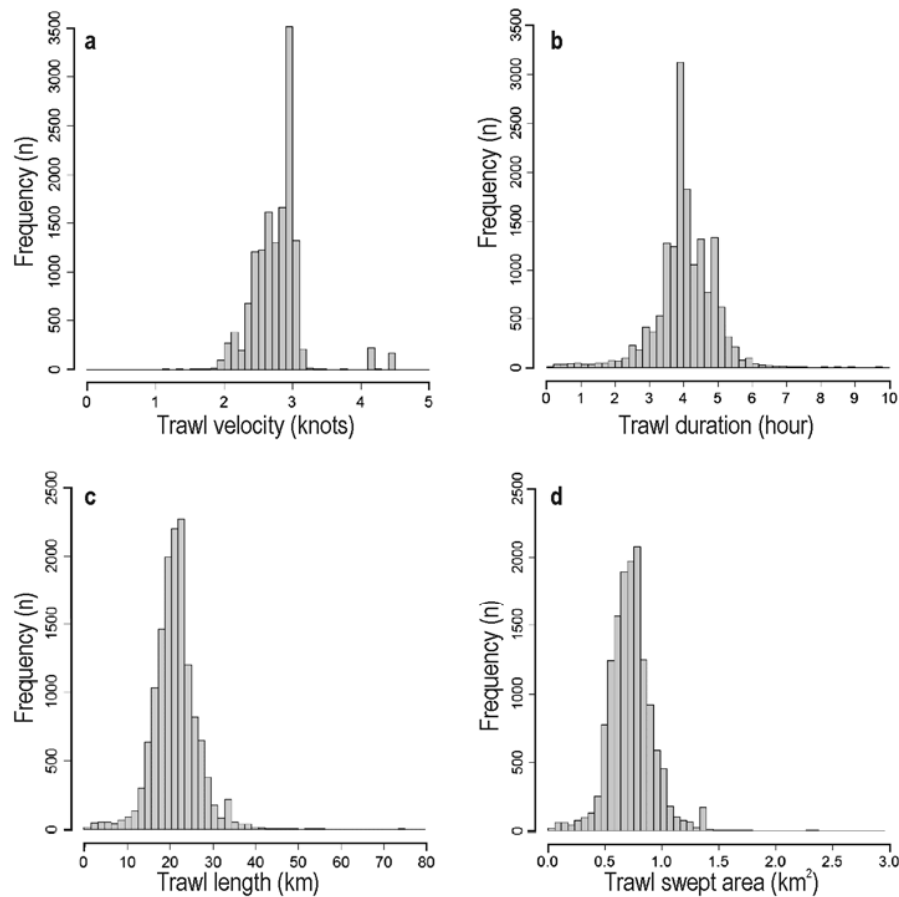 a
Frequency (n)
3500
3000
2500
2000
1500
1000
500
0
0 1 2 3 4 5
Trawl velocity (knots)
b
Frequency (n)
3500
3000
2500
2000
1500
1000
500
0
0 1 2 3 4 5 6 7 8 9 10
Trawl duration (hour)
c
Frequency (n)
2500
2000
1500
1000
500
0
0 10 20 30 40 50 60 70 80
Trawl length (km)
d
Frequency (n)
2500
2000
1500
1000
500
0
0.0 0.5 1.0 1.5 2.0 2.5 3.0
Trawl swept area (km²)